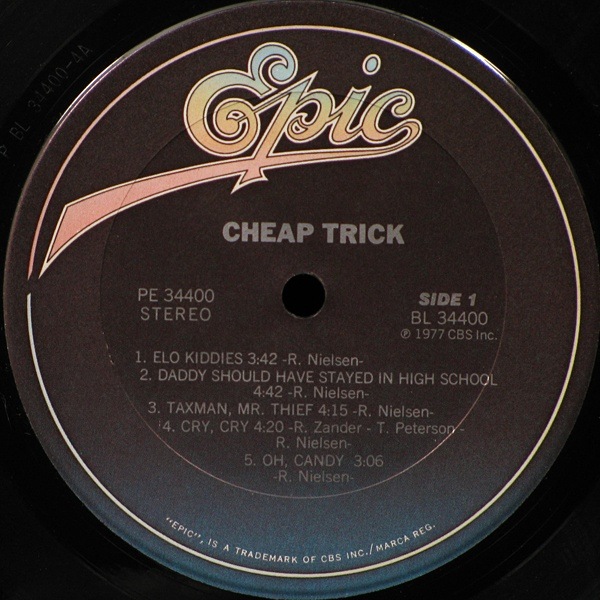 P BL 34400-AA
Epic
CHEAP TRICK
PE 34400
STEREO
SIDE 1
BL 34400
℗ 1977 CBS Inc.
1. ELO KIDDIES 3:42 -R. Nielsen-
2. DADDY SHOULD HAVE STAYED IN HIGH SCHOOL
4:42 -R. Nielsen-
3. TAXMAN, MR. THIEF 4:15 -R. Nielsen-
4. CRY, CRY 4:20 -R. Zander - T. Peterson -
R. Nielsen-
5. OH, CANDY 3:06
-R. Nielsen-
"EPIC", IS A TRADEMARK OF CBS INC./MARCA REG.